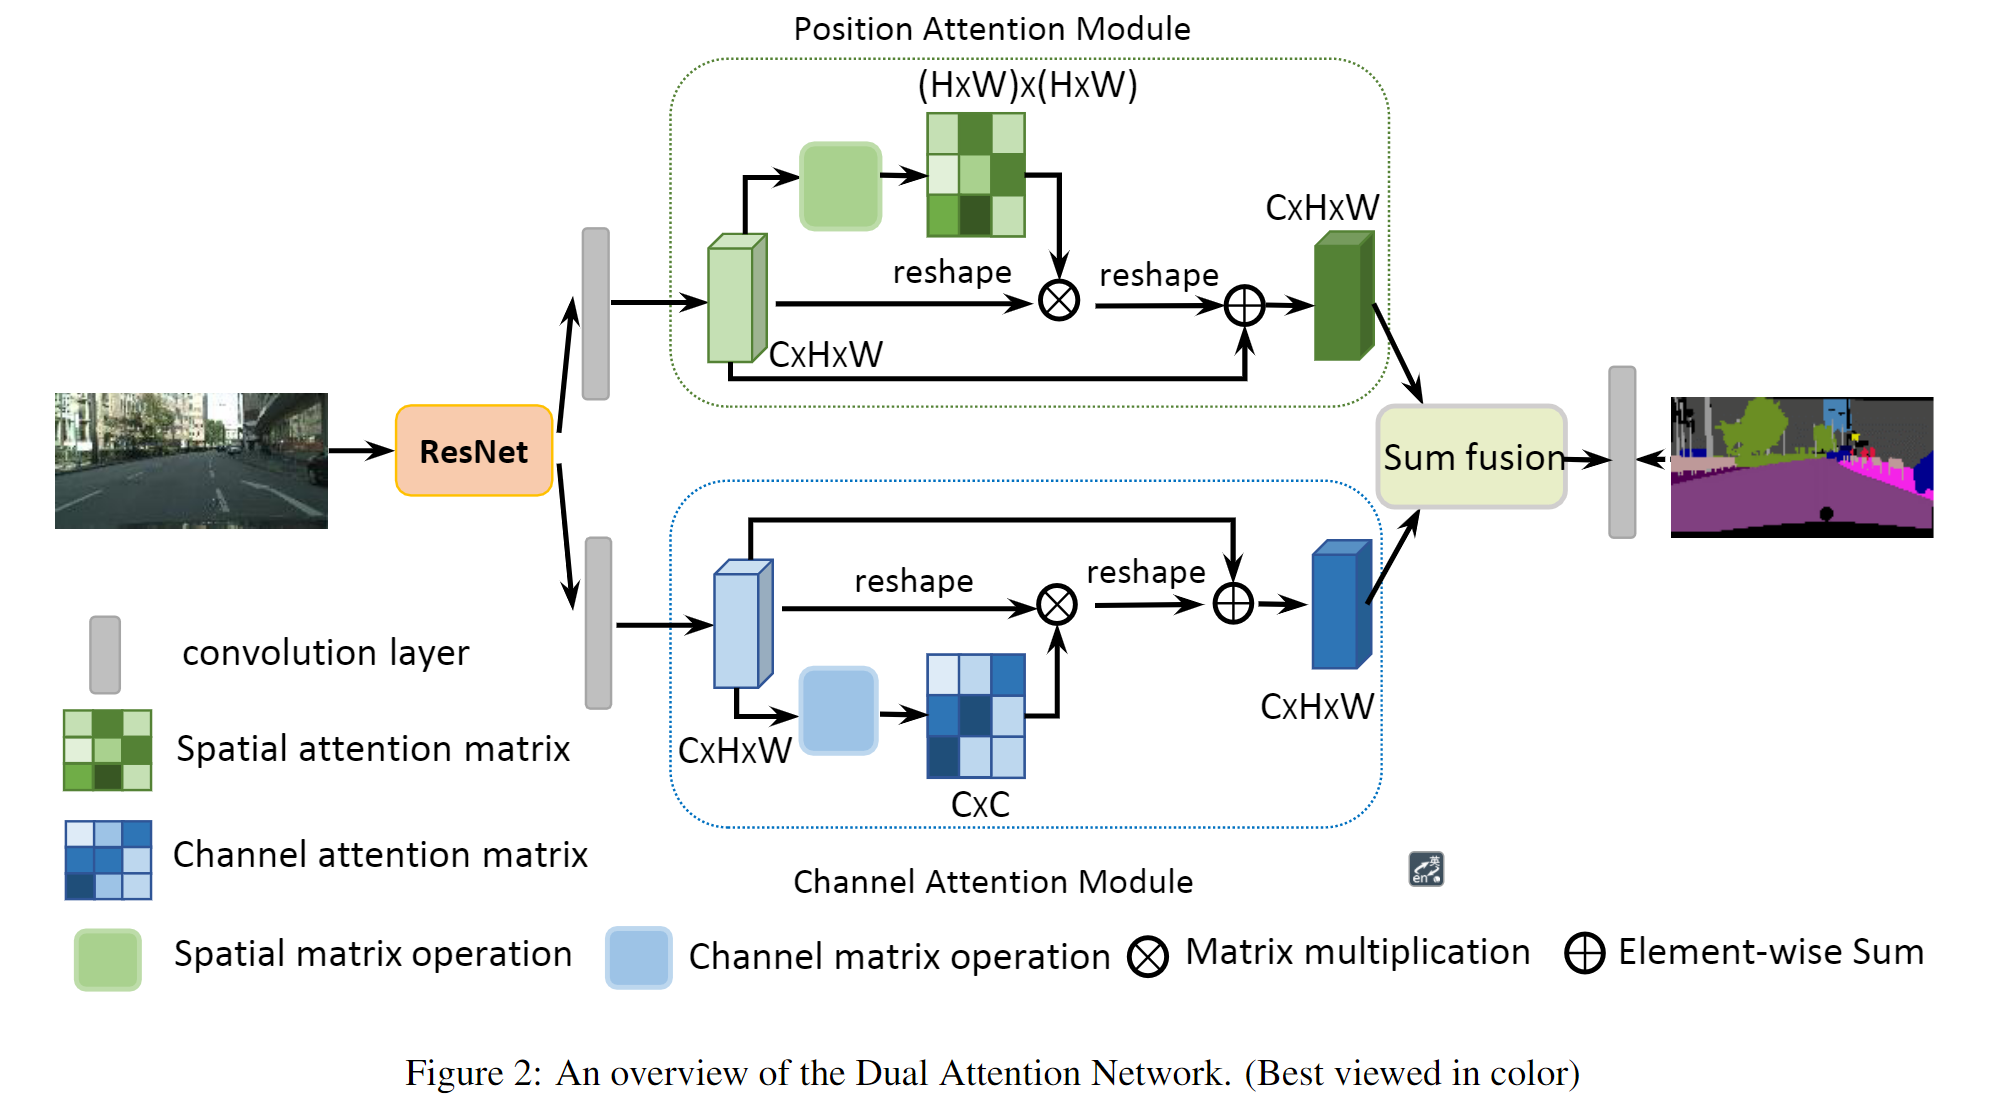 Position Attention Module
(HxW)x(HxW)
CxHxW
reshape
reshape
CxHxW
ResNet
Sum fusion
reshape
reshape
CxHxW
CxHxW
CxC
convolution layer
Spatial attention matrix
Channel attention matrix
Channel Attention Module
英
en
Spatial matrix operation
Channel matrix operation
Matrix multiplication
Element-wise Sum
Figure 2: An overview of the Dual Attention Network. (Best viewed in color)